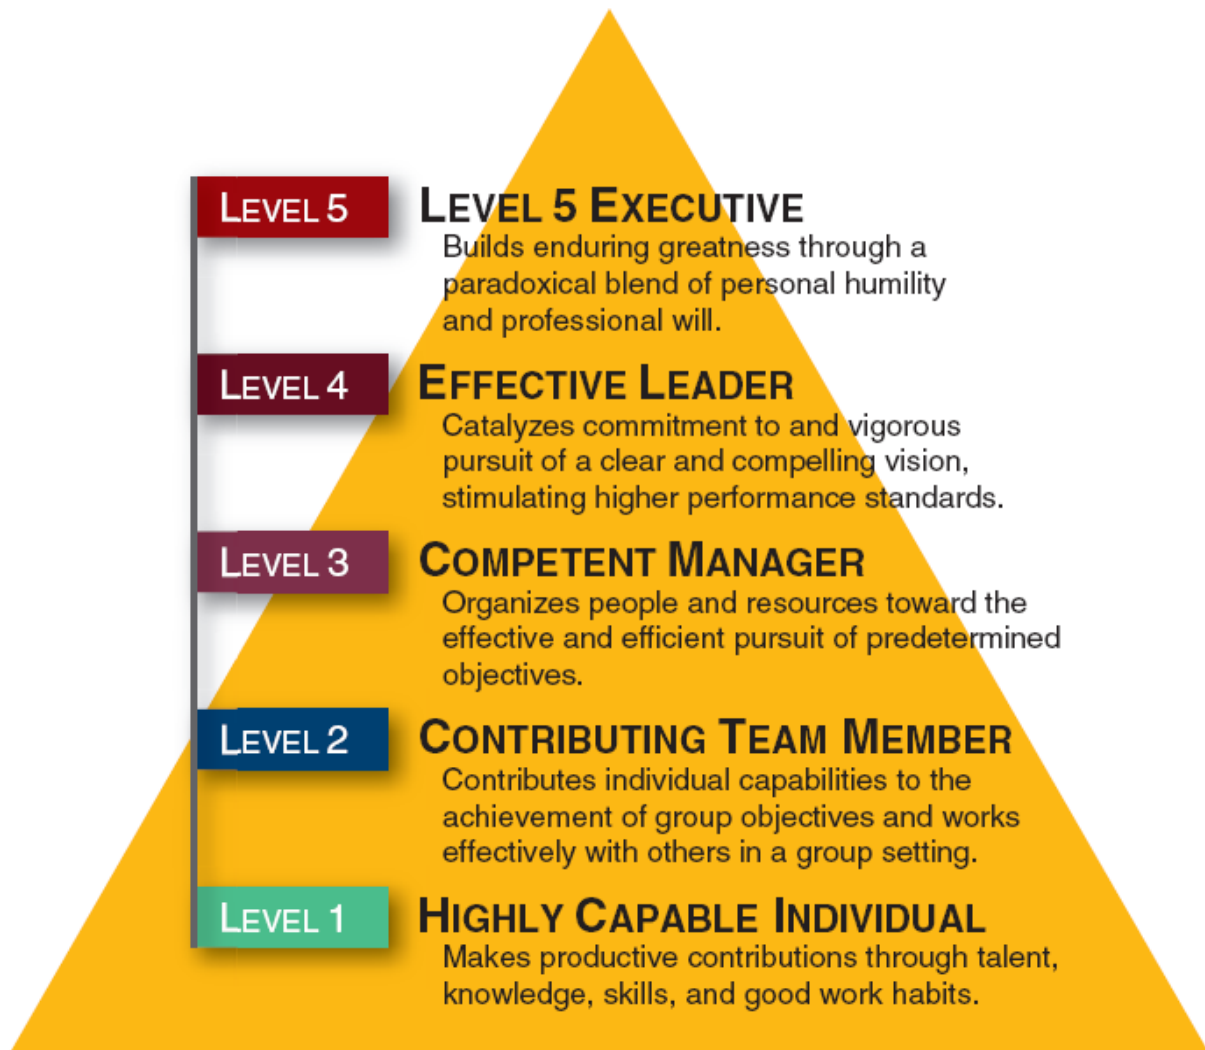 LEVEL 5
LEVEL 5 EXECUTIVE
Builds enduring greatness through a
paradoxical blend of personal humility
and professional will.
LEVEL 4
EFFECTIVE LEADER
Catalyzes commitment to and vigorous
pursuit of a clear and compelling vision,
stimulating higher performance standards.
LEVEL 3
COMPETENT MANAGER
Organizes people and resources toward the
effective and efficient pursuit of predetermined
objectives.
LEVEL 2
CONTRIBUTING TEAM MEMBER
Contributes individual capabilities to the
achievement of group objectives and works
effectively with others in a group setting.
LEVEL 1
HIGHLY CAPABLE INDIVIDUAL
Makes productive contributions through talent,
knowledge, skills, and good work habits.